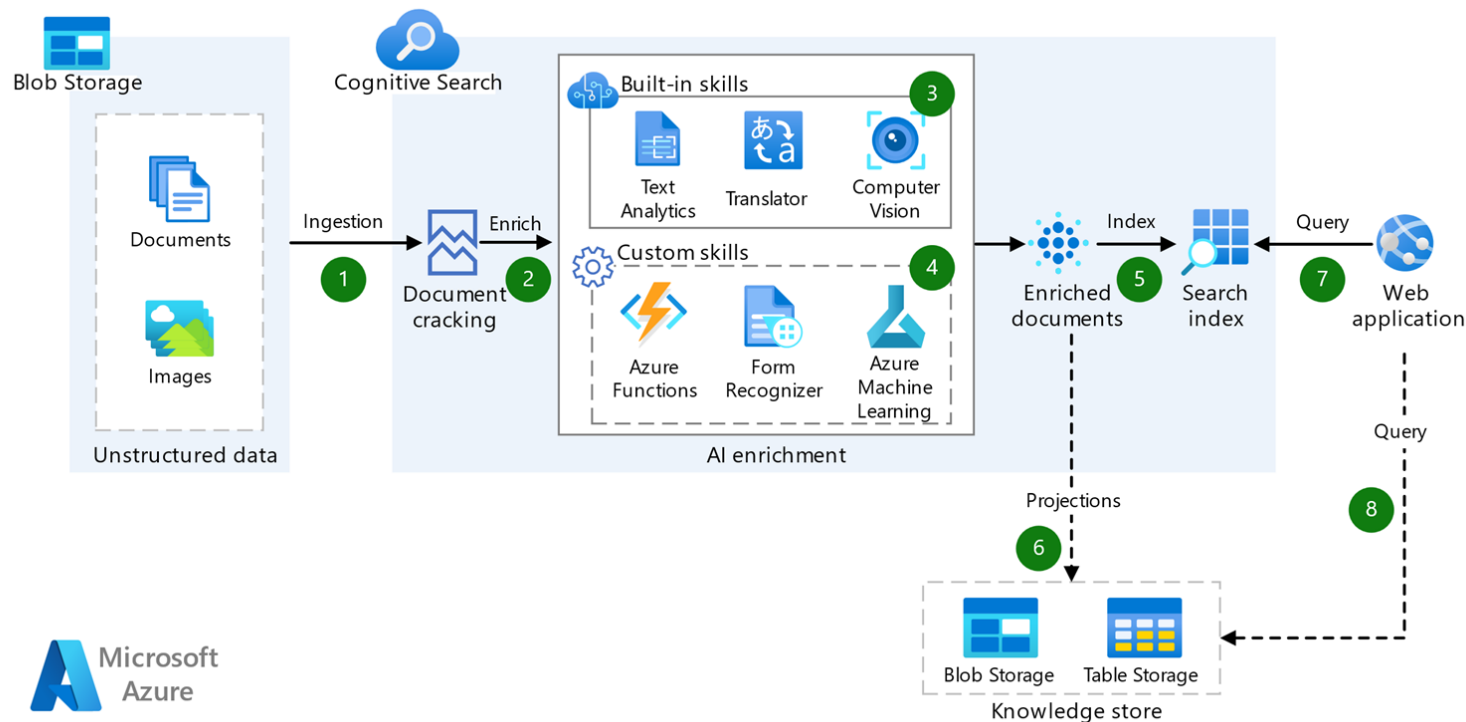 Blob Storage
Documents
Images
Unstructured data
Ingestion
1
Cognitive Search
Document
cracking
Enrich
2
Built-in skills
3
Text
Analytics
Translator
あ
a
Computer
Vision
Custom skills
4
Azure
Functions
Form
Recognizer
Azure
Machine
Learning
AI enrichment
Enriched
documents
Index
5
Search
index
Query
7
Web
application
Projections
6
Query
8
Blob Storage
Table Storage
Knowledge store
Microsoft
Azure